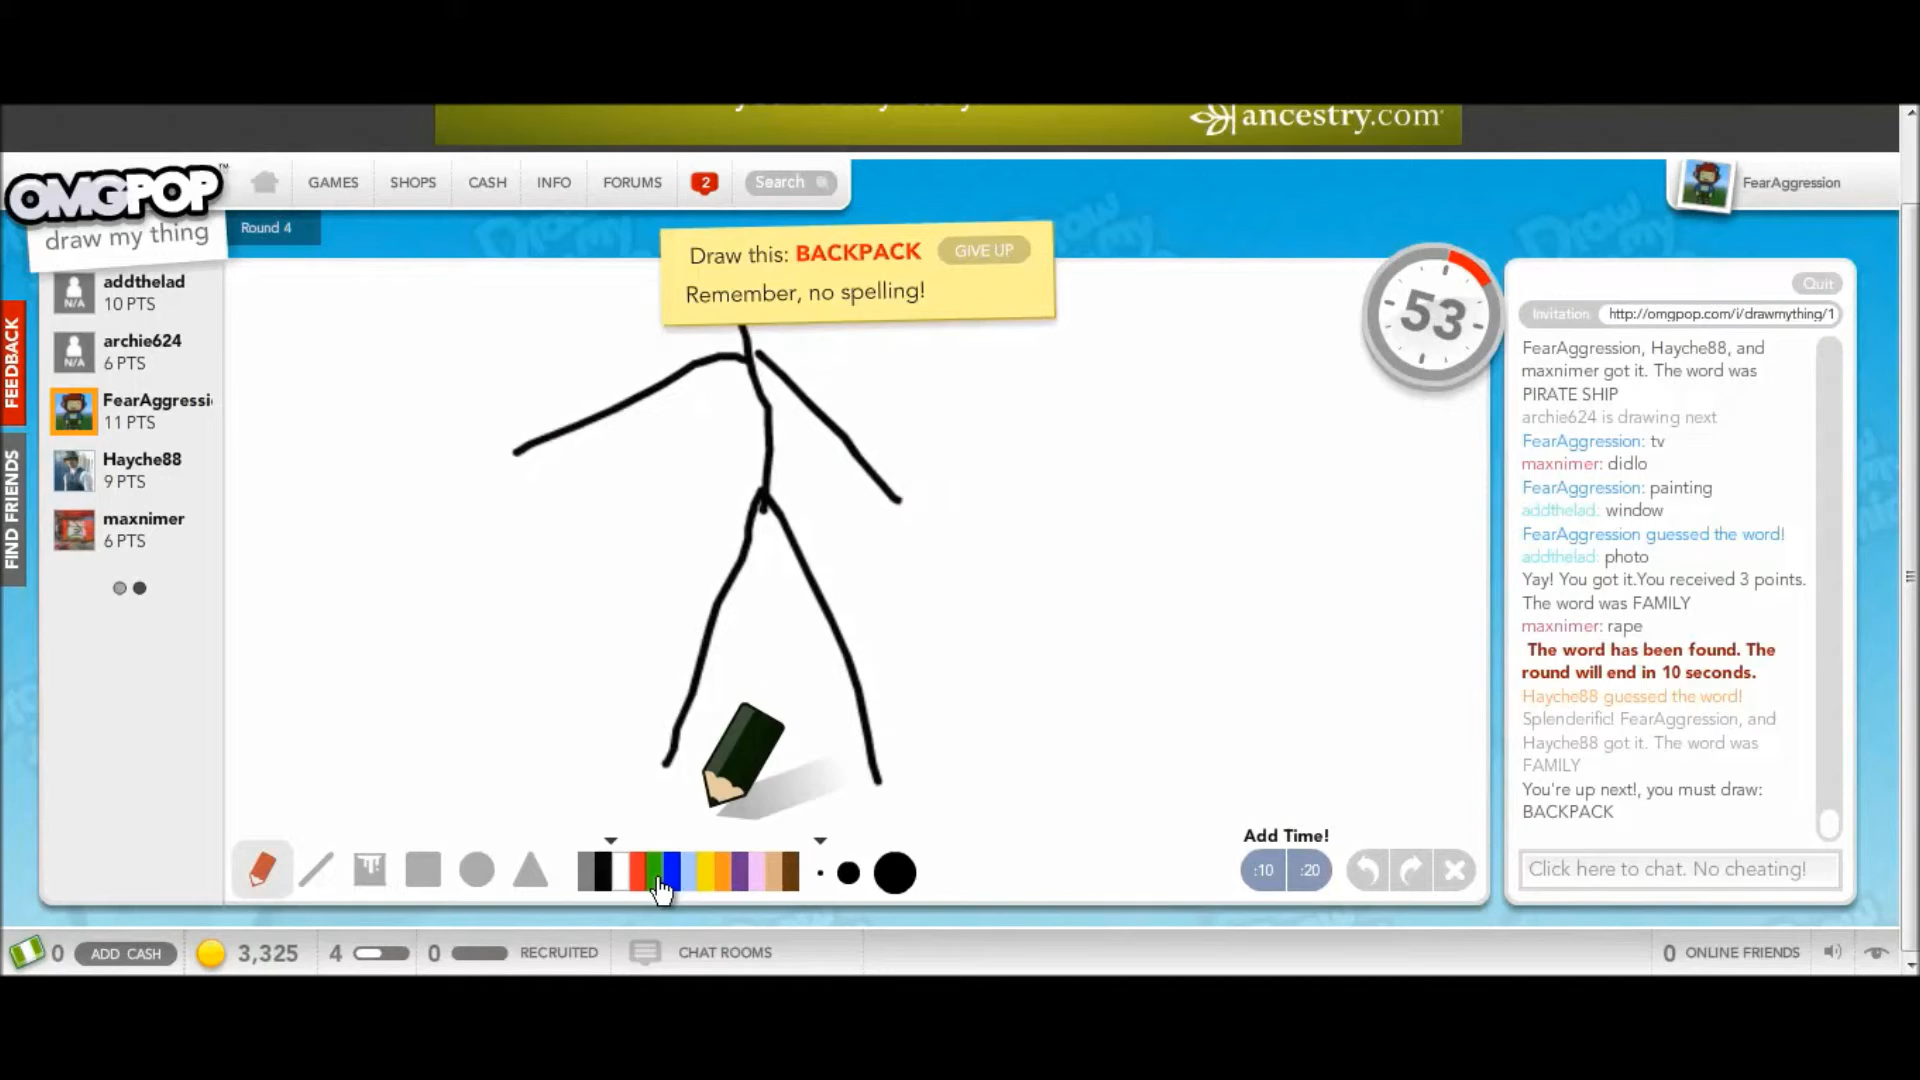 ancestry.com
OMGPOP™
draw my thing
GAMES
SHOPS
CASH
INFO
FORUMS
2
Search
FearAggression
Round 4
Draw this: BACKPACK
GIVE UP
Remember, no spelling!
53
FEEDBACK
FIND FRIENDS
addthelad
10 PTS
N/A
archie624
6 PTS
N/A
FearAggressi
11 PTS
Hayche88
9 PTS
maxnimer
6 PTS
Quit
Invitation
http://omgpop.com/i/drawmything/1
FearAggression, Hayche88, and
maxnimer got it. The word was
PIRATE SHIP
archie624 is drawing next
FearAggression: tv
maxnimer: didlo
FearAggression: painting
addthelad: window
FearAggression guessed the word!
addthelad: photo
Yay! You got it.You received 3 points.
The word was FAMILY
maxnimer: rape
The word has been found. The
round will end in 10 seconds.
Hayche88 guessed the word!
Splenderific! FearAggression, and
Hayche88 got it. The word was
FAMILY
You're up next!, you must draw:
BACKPACK
Click here to chat. No cheating!
Add Time!
:10
:20
0
ADD CASH
3,325
4
0
RECRUITED
CHAT ROOMS
0 ONLINE FRIENDS